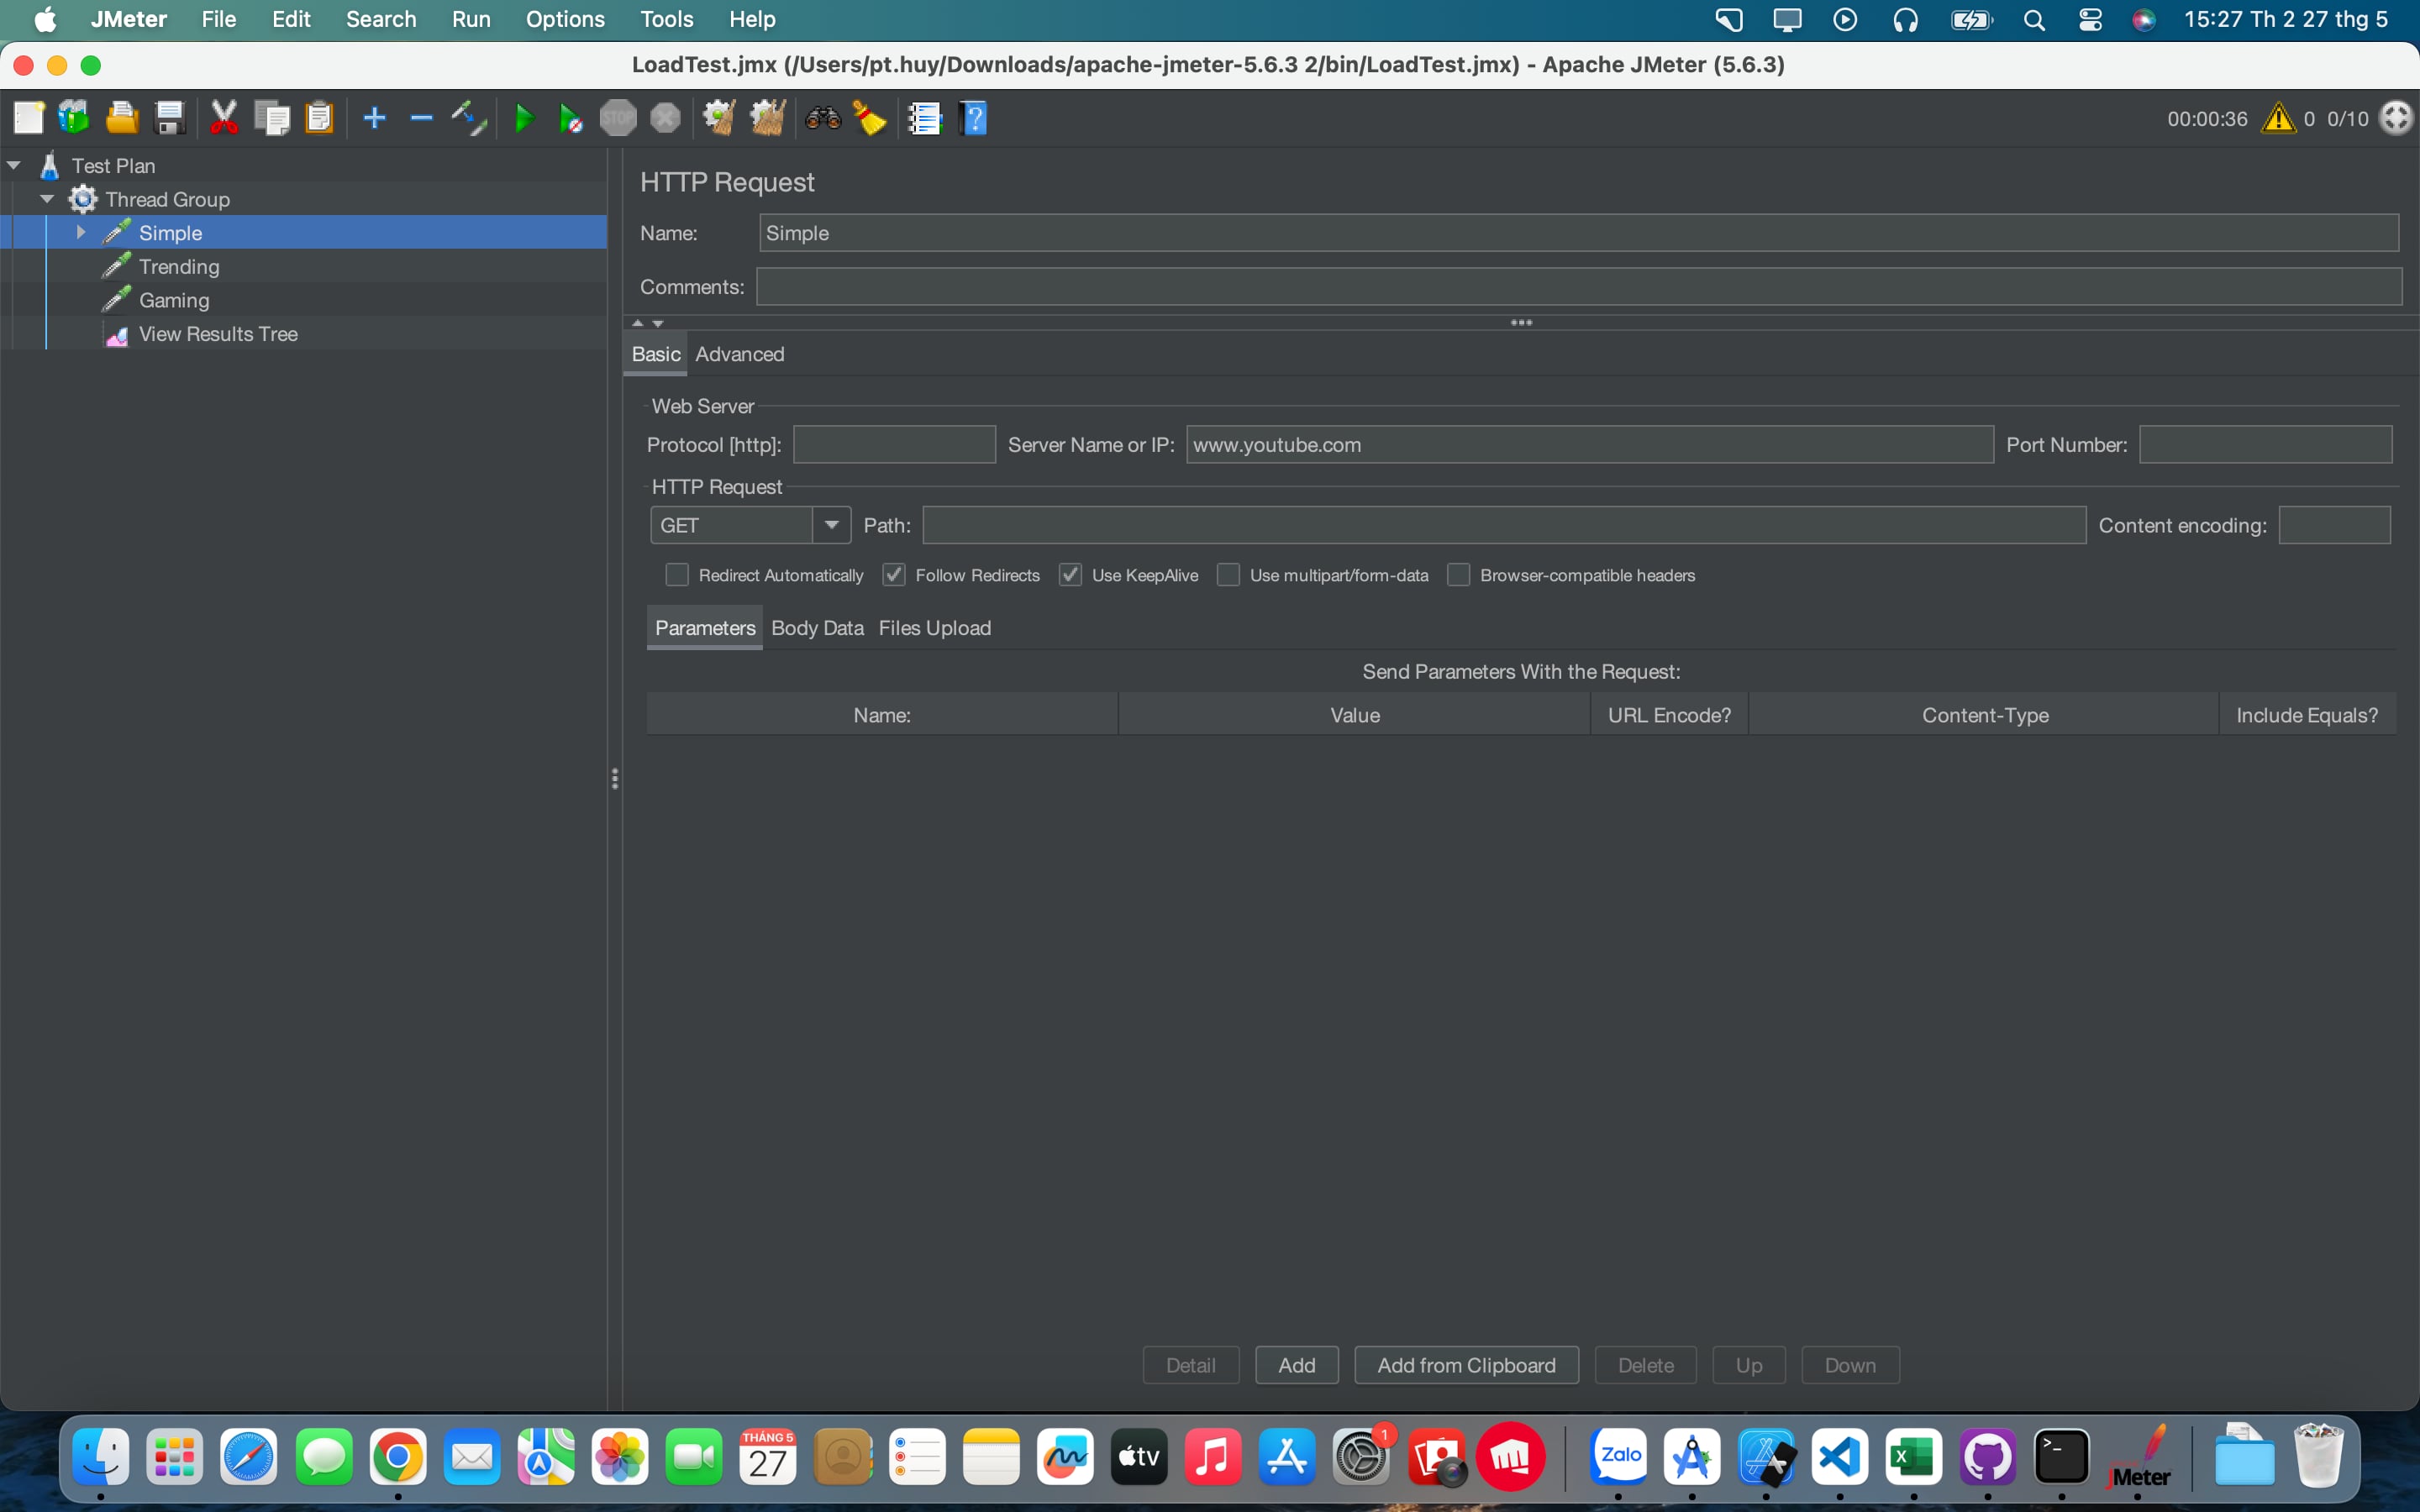 JMeter File Edit Search Run Options Tools Help 15:27 Th 2 27 thg 5
LoadTest.jmx (/Users/pt.huy/Downloads/apache-jmeter-5.6.3 2/bin/LoadTest.jmx) - Apache JMeter (5.6.3)
STOP ? 00:00:36 0 0/10
Test Plan
Thread Group
Simple
Trending
Gaming
View Results Tree
HTTP Request
Name: Simple
Comments:
Basic Advanced
Web Server
Protocol [http]: Server Name or IP: www.youtube.com Port Number:
HTTP Request
GET Path: Content encoding:
Redirect Automatically Follow Redirects Use KeepAlive Use multipart/form-data Browser-compatible headers
Parameters Body Data Files Upload
Send Parameters With the Request:
Name: Value URL Encode? Content-Type Include Equals?
Detail Add Add from Clipboard Delete Up Down
THÁNG 5
27
tv
1
Zalo
X
>_
JMeter